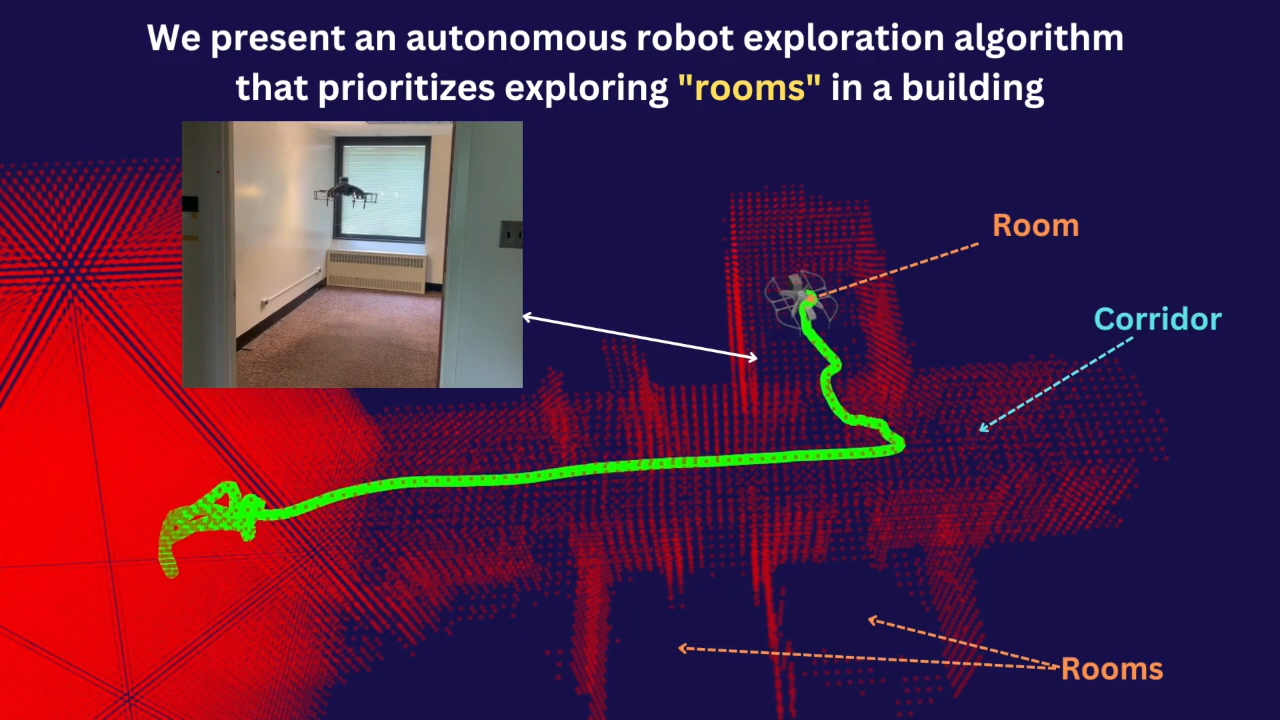 We present an autonomous robot exploration algorithm
that prioritizes exploring "rooms" in a building
Room
Corridor
Rooms